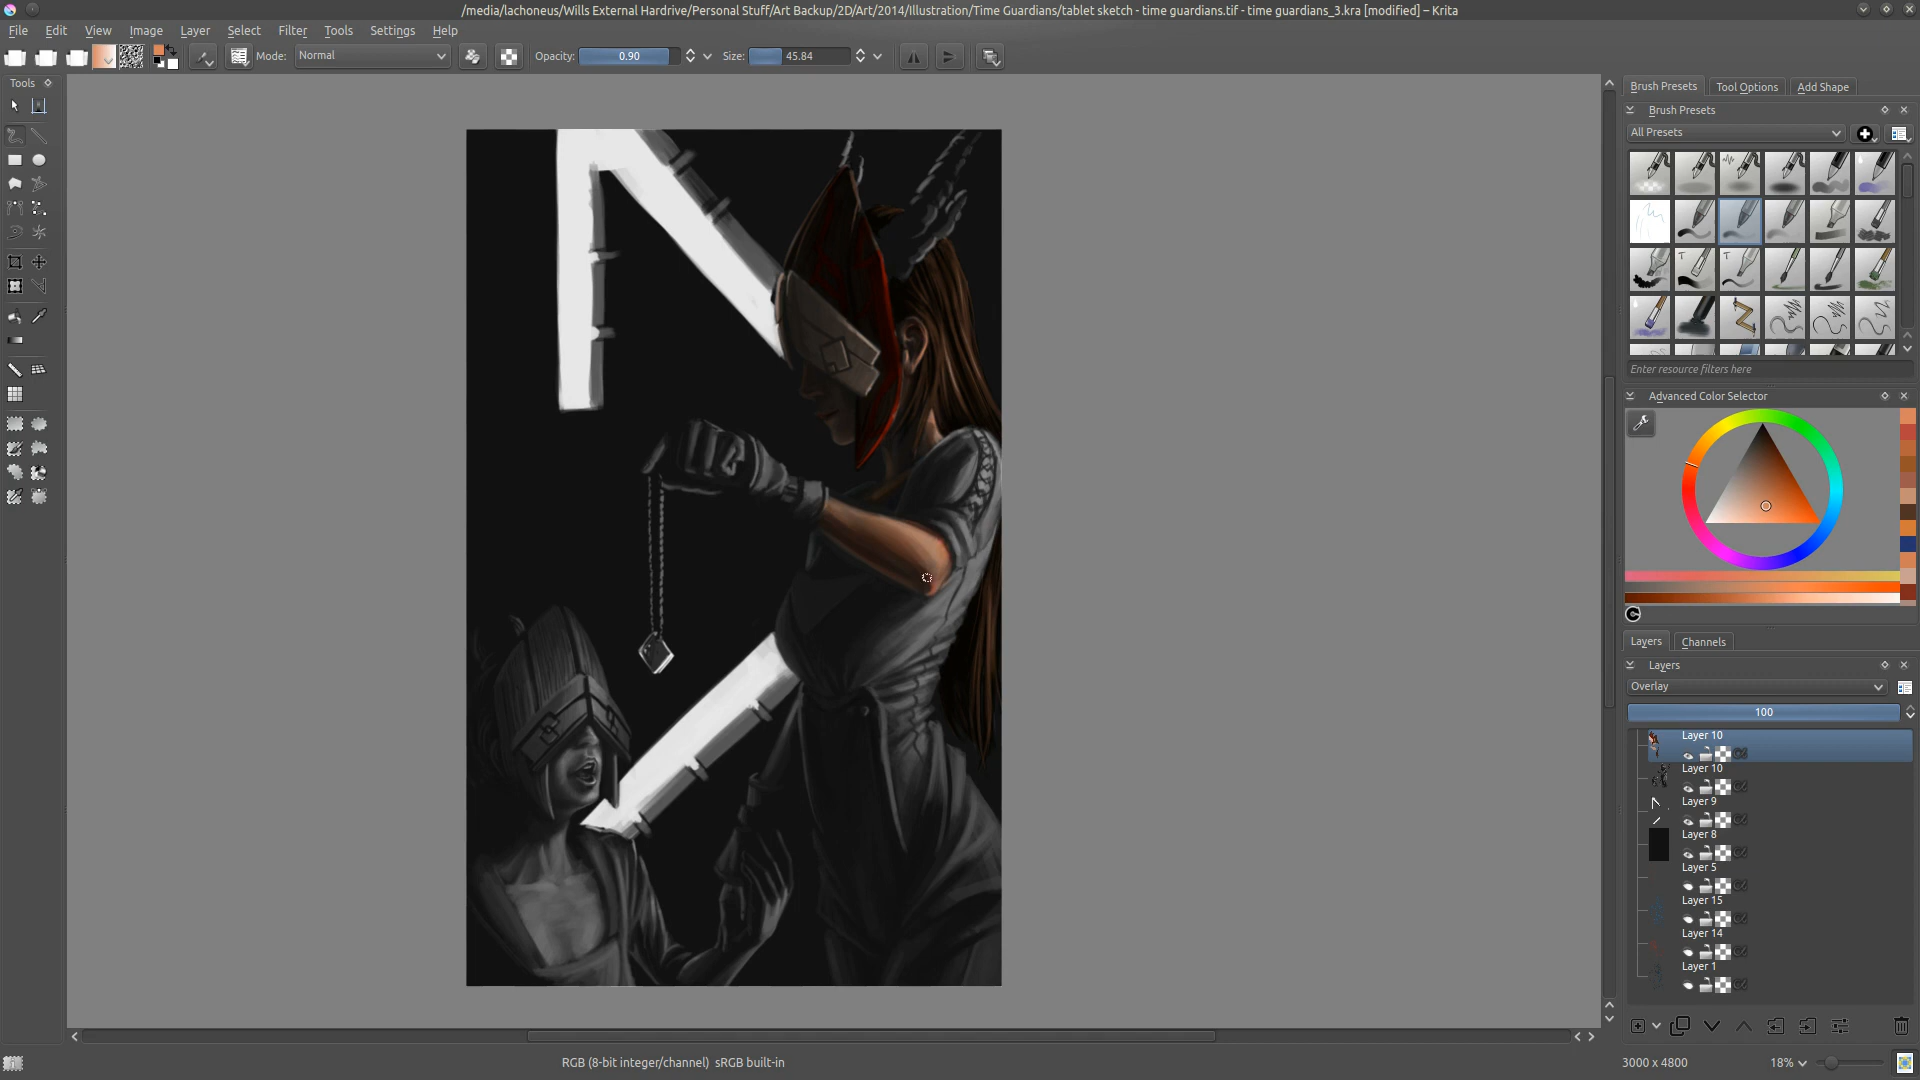 /media/lachoneus/Wills External Hardrive/Personal Stuff/Art Backup/2D/Art/2014/Illustration/Time Guardians/tablet sketch - time guardians.tif - time guardians_3.kra [modified] – Krita
File Edit View Image Layer Select Filter Tools Settings Help
Mode: Normal Opacity: 0.90 Size: 45.84
Tools
Brush Presets Tool Options Add Shape
Brush Presets
All Presets
Enter resource filters here
Advanced Color Selector
Layers Channels
Layers
Overlay
100
Layer 10
Layer 10
Layer 9
Layer 8
Layer 5
Layer 15
Layer 14
Layer 1
RGB (8-bit integer/channel) sRGB built-in
3000 x 4800
18%